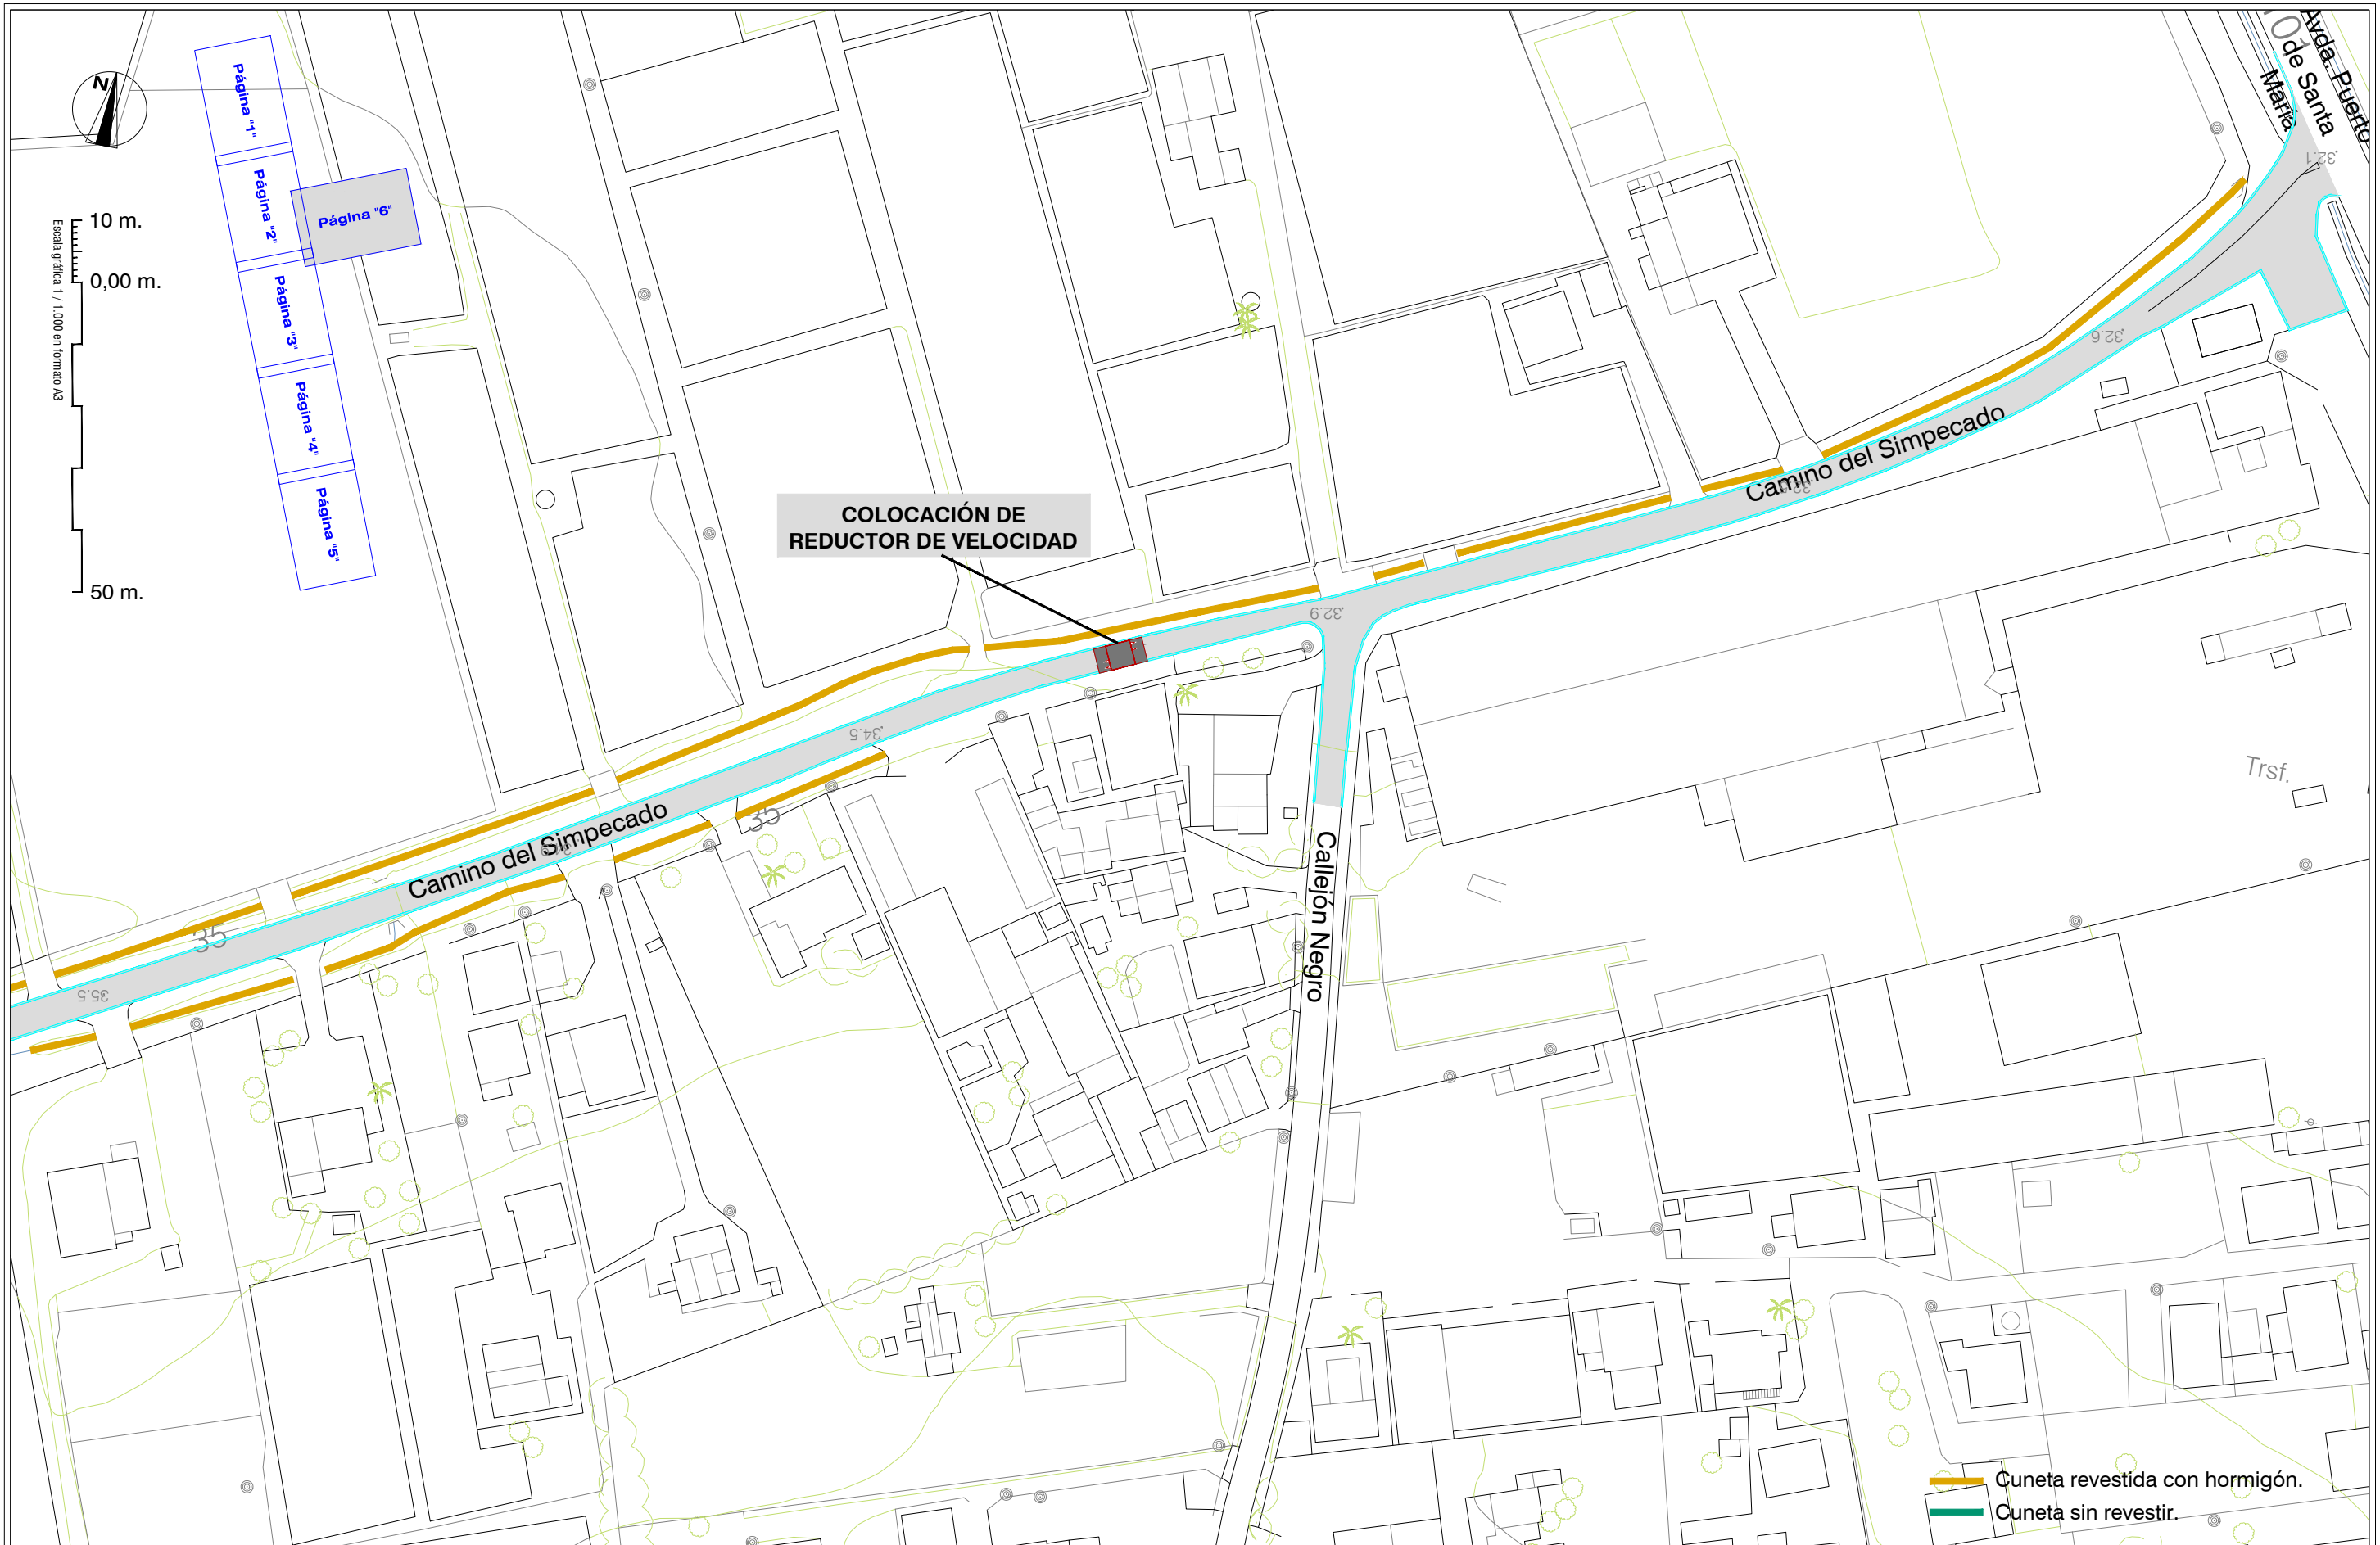 N
Página "1"
Página "2"
Página "6"
Página "3"
Página "4"
Página "5"
10 m.
0,00 m.
50 m.
Escala gráfica 1 / 1.000 en formato A3
101
Avda. Puerto
de Santa
María
32.1
32.6
Camino del Simpecado
COLOCACIÓN DE
REDUCTOR DE VELOCIDAD
32.9
34.5
35
Camino del Simpecado
35
35.5
Callejón Negro
Trsf.
Cuneta revestida con hormigón.
Cuneta sin revestir.